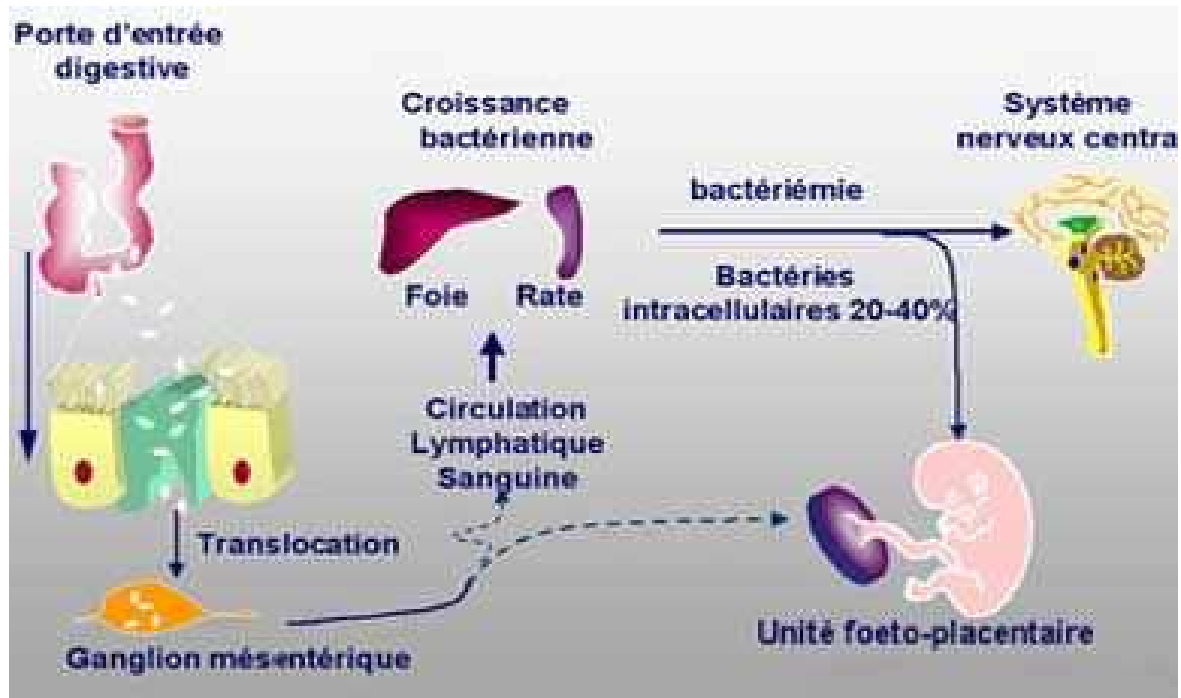 Porte d'entrée
digestive
Croissance
bactérienne
Foie
Rate
Circulation
Lymphatique
Sanguine
Translocation
Ganglion mésentérique
bactériémie
Bactéries
intracellulaires 20-40%
Système
nerveux centra
Unité foeto-placentaire